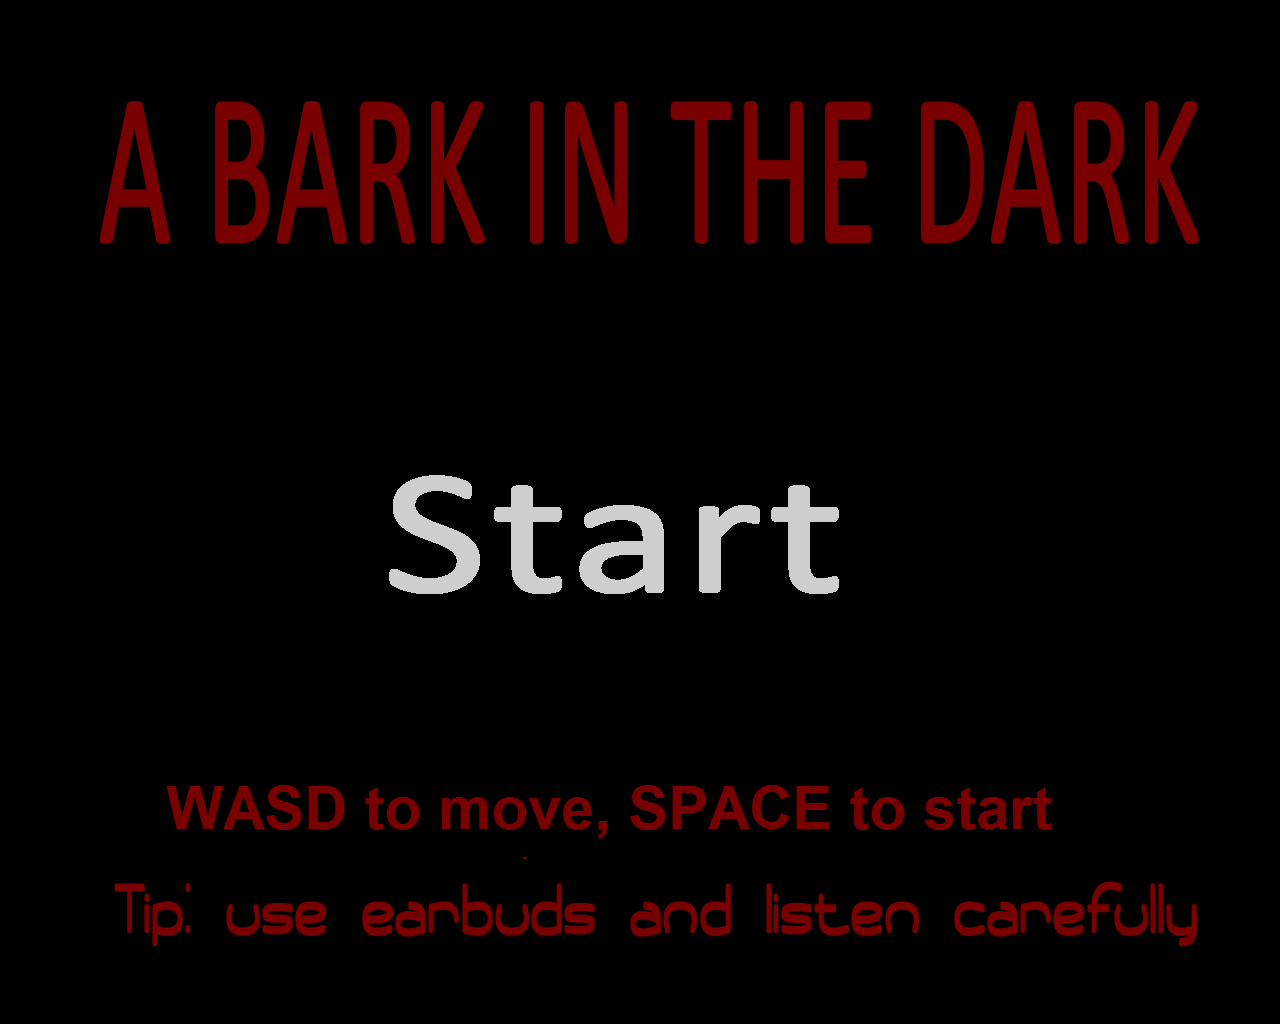 A BARK IN THE DARK
Start
WASD to move, SPACE to start
Tip: use earbuds and listen carefully